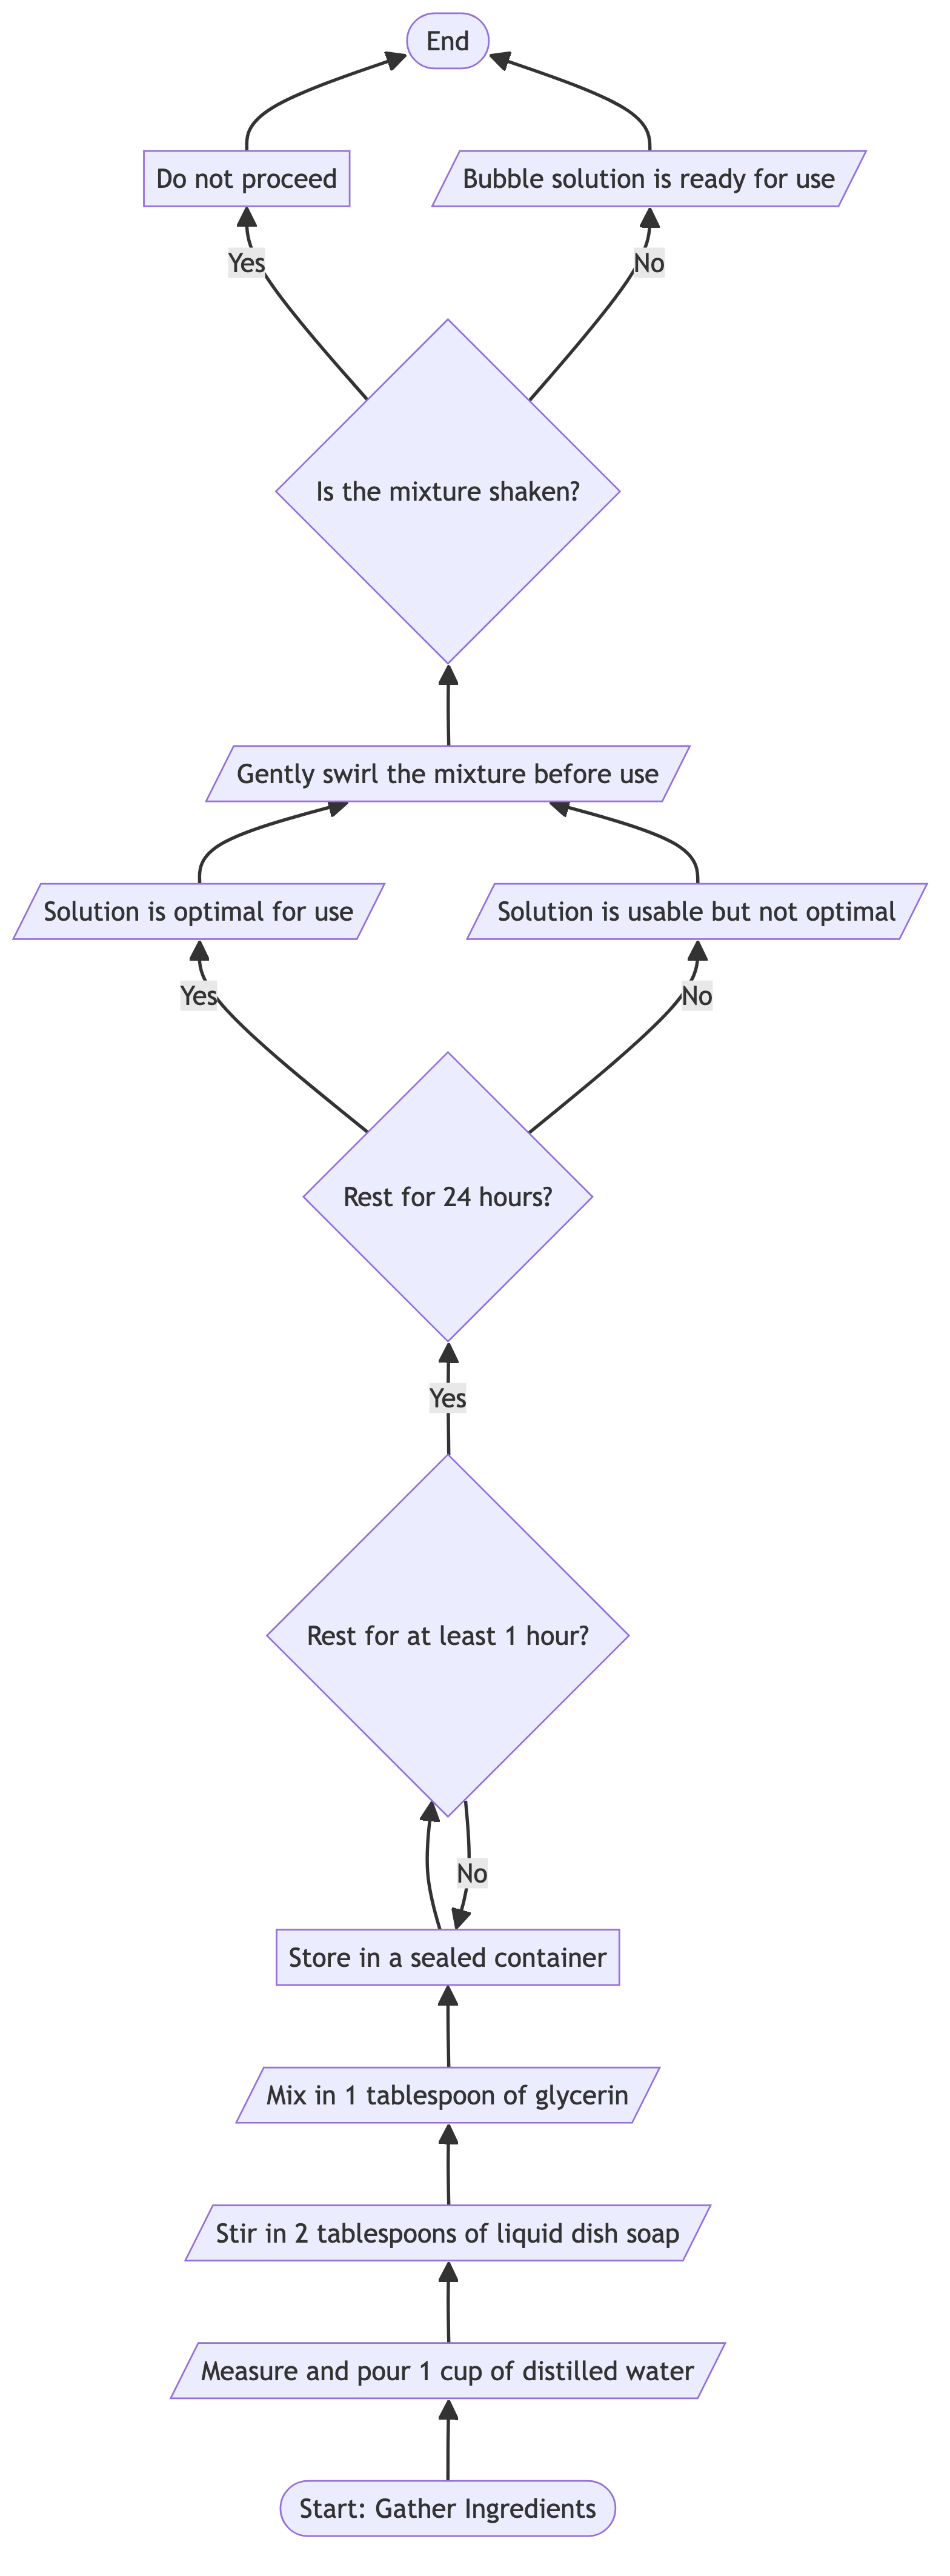 End
Do not proceed
Bubble solution is ready for use
Yes
No
Is the mixture shaken?
Gently swirl the mixture before use
Solution is optimal for use
Solution is usable but not optimal
Yes
No
Rest for 24 hours?
Yes
Rest for at least 1 hour?
No
Store in a sealed container
Mix in 1 tablespoon of glycerin
Stir in 2 tablespoons of liquid dish soap
Measure and pour 1 cup of distilled water
Start: Gather Ingredients